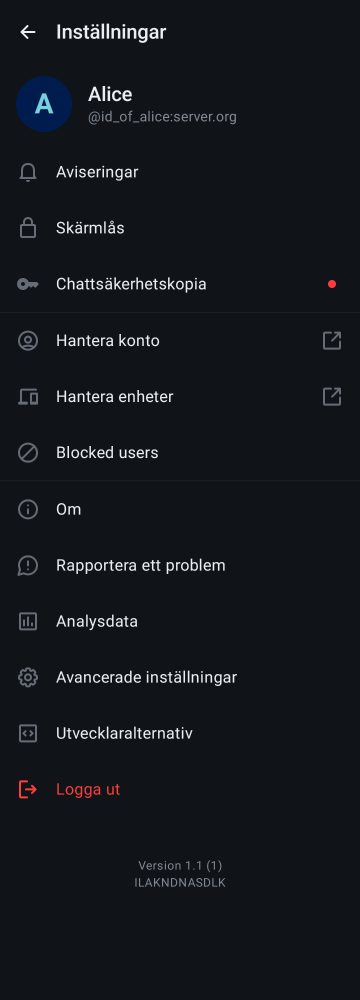 Inställningar
A
Alice
@id_of_alice:server.org
Aviseringar
Skärmlås
Chattsäkerhetskopia
Hantera konto
Hantera enheter
Blocked users
Om
Rapportera ett problem
Analysdata
Avancerade inställningar
Utvecklaralternativ
Logga ut
Version 1.1 (1)
ILAKNDNASDLK